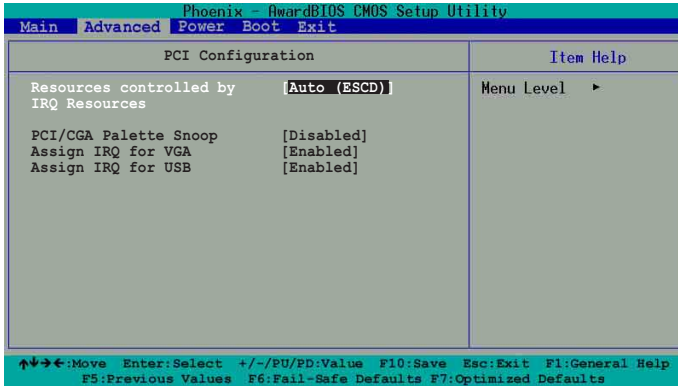 Phoenix - AwardBIOS CMOS Setup Utility
Main Advanced Power Boot Exit
PCI Configuration
Item Help
Resources controlled by [Auto (ESCD)]
IRQ Resources
Menu Level ►
PCI/CGA Palette Snoop [Disabled]
Assign IRQ for VGA [Enabled]
Assign IRQ for USB [Enabled]
↑↓→←:Move Enter:Select +/-/PU/PD:Value F10:Save Esc:Exit F1:General Help
F5:Previous Values F6:Fail-Safe Defaults F7:Optimized Defaults